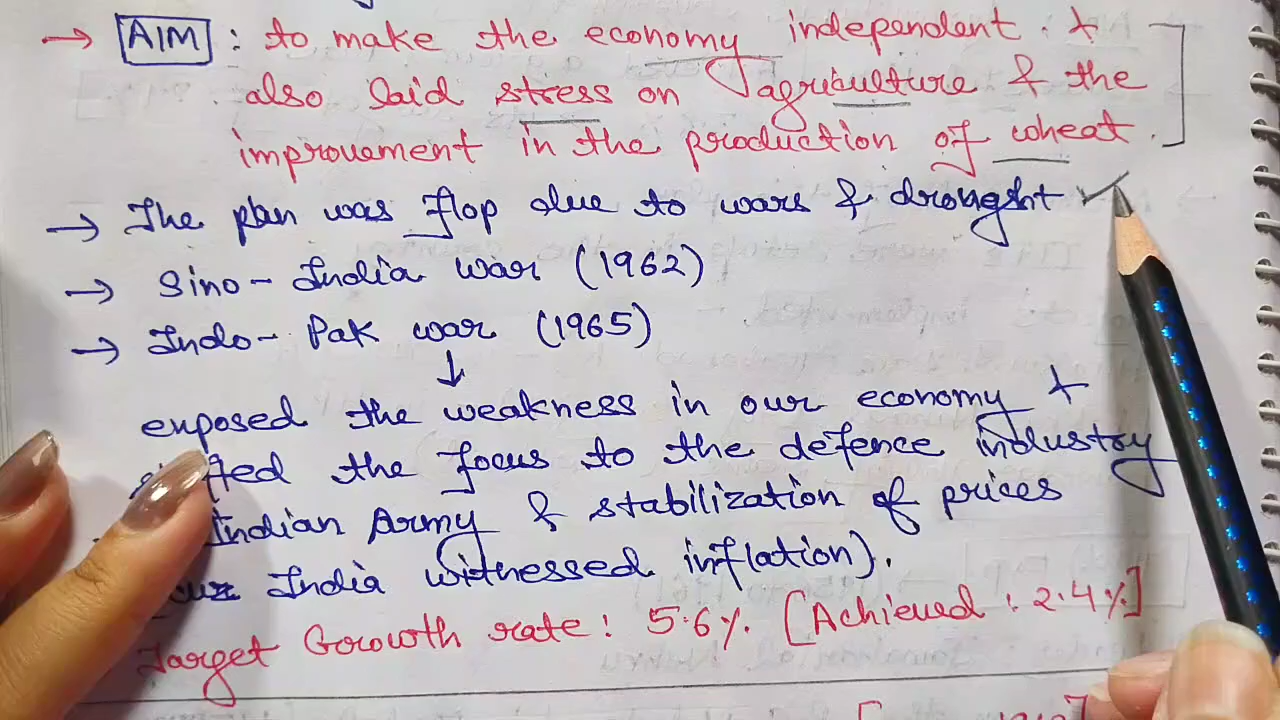 → AIM : to make the economy independent. &
also laid stress on agriculture & the
improvement in the production of wheat.
→ The plan was flop due to wars & drought
→ Sino-India war (1962)
→ Indo-Pak war (1965)
↓
exposed the weakness in our economy &
the focus to the defence industry
Indian Army & stabilization of prices
India witnessed inflation).
Target Growth rate: 5.6%. [Achieved : 2.4%]